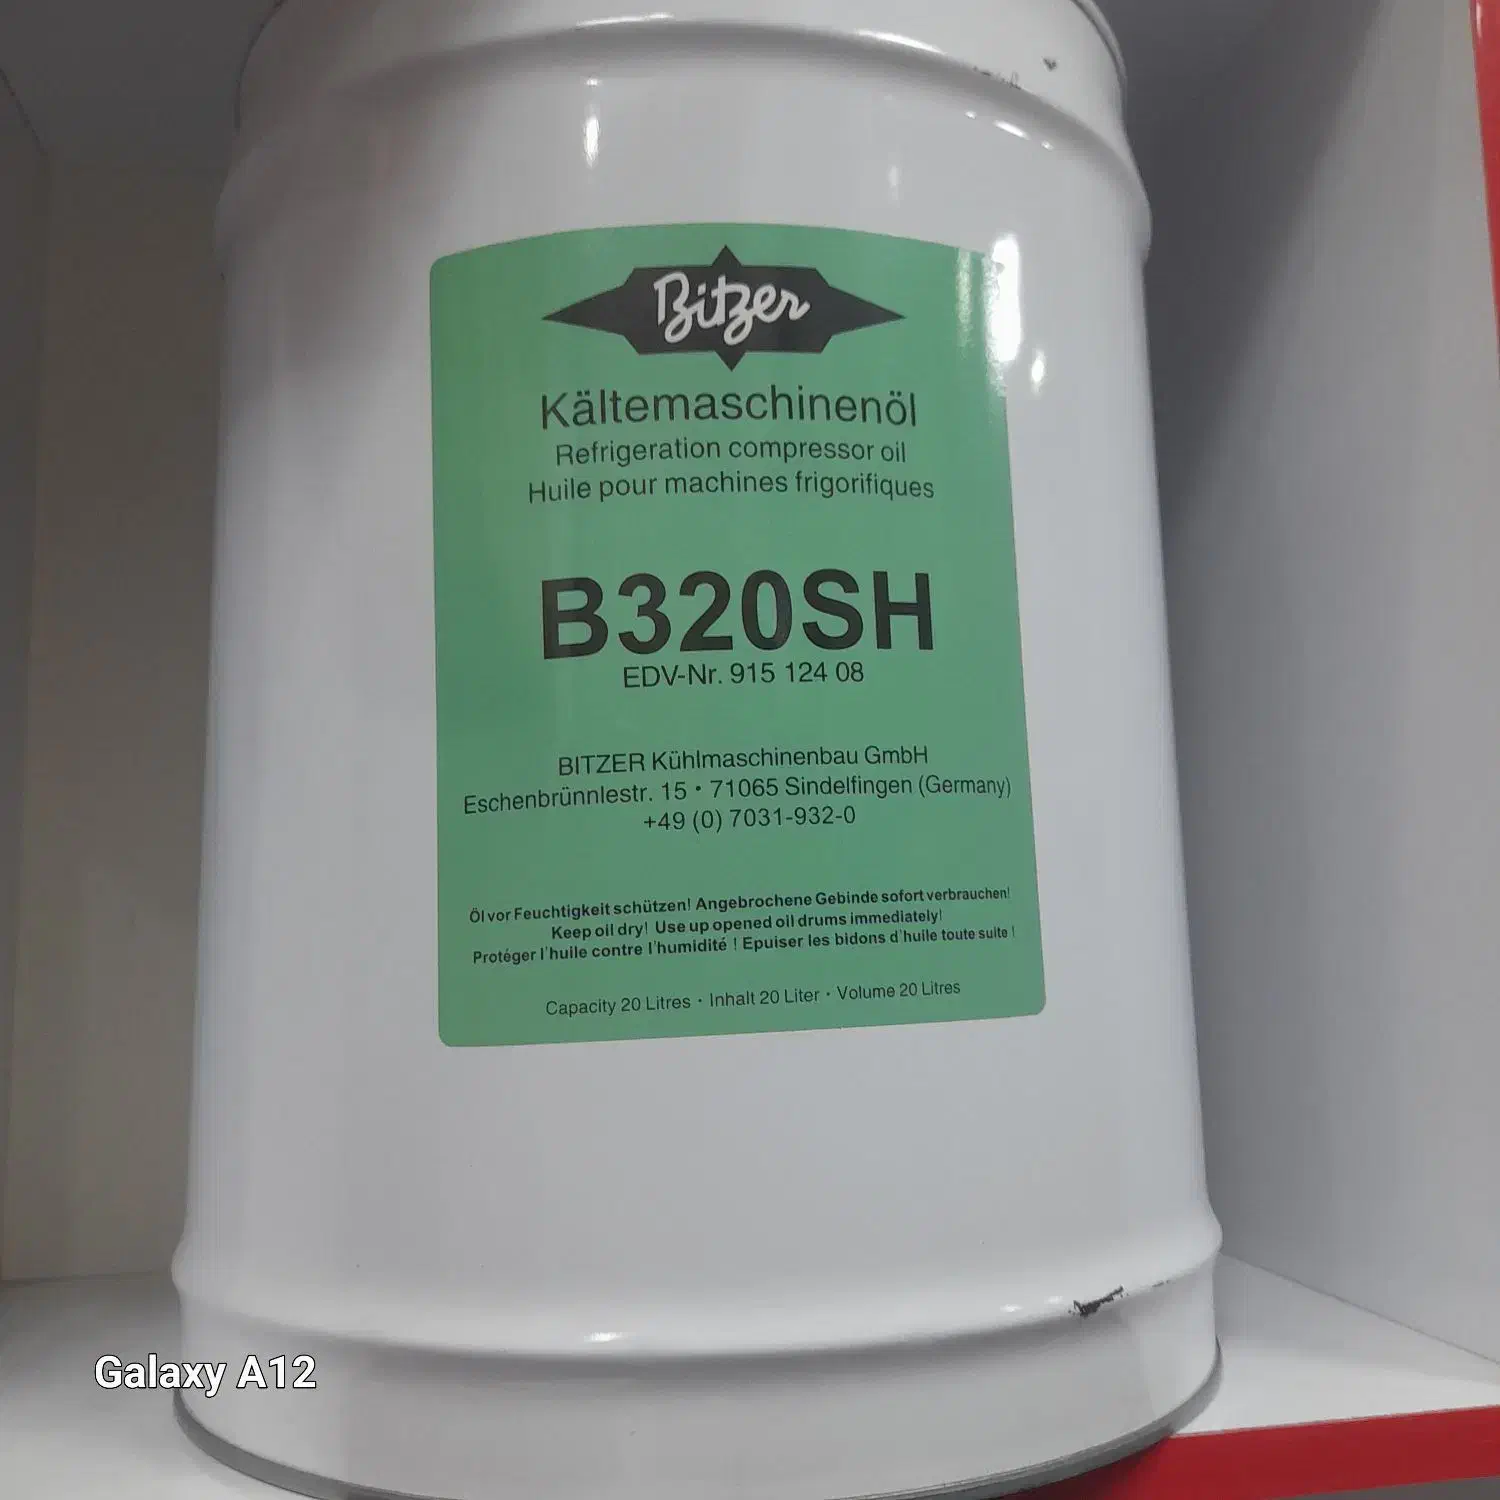 Bitzer
Kältemaschinenöl
Refrigeration compressor oil
Huile pour machines frigorifiques
B320SH
EDV-Nr. 915 124 08
BITZER Kühlmaschinenbau GmbH
Eschenbrünnlestr. 15 • 71065 Sindelfingen (Germany)
+49 (0) 7031-932-0
Öl vor Feuchtigkeit schützen! Angebrochene Gebinde sofort verbrauchen!
Keep oil dry! Use up opened oil drums immediately!
Protéger l'huile contre l'humidité ! Epuiser les bidons d'huile toute suite !
Capacity 20 Litres · Inhalt 20 Liter · Volume 20 Litres
Galaxy A12